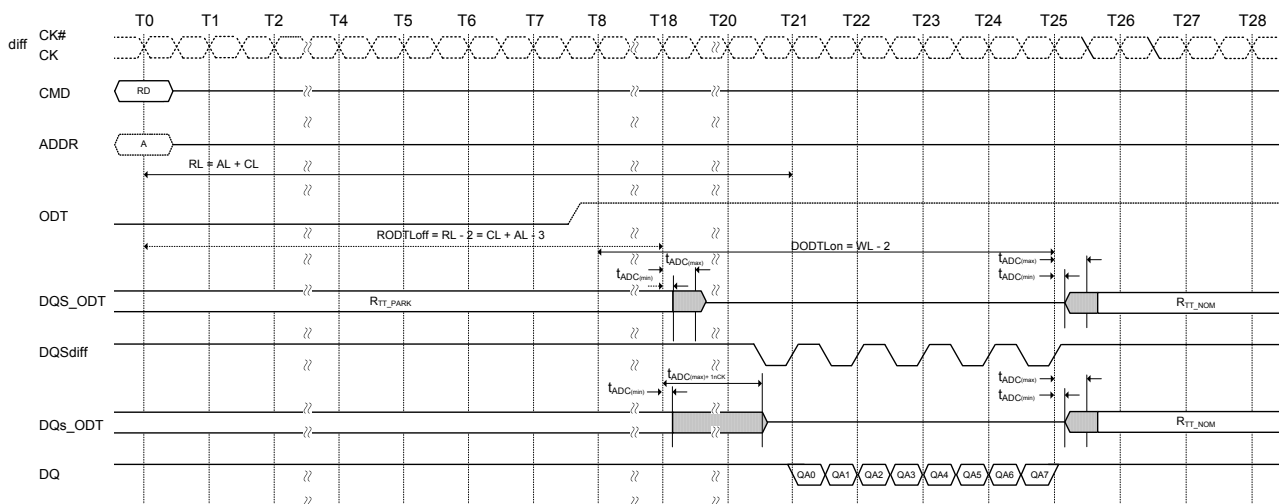 T0 T1 T2 T4 T5 T6 T7 T8 T18 T20 T21 T22 T23 T24 T25 T26 T27 T28
diff CK#
CK
CMD RD
ADDR A
RL = AL + CL
ODT
RODTLoff = RL - 2 = CL + AL - 3
DODTLon = WL - 2
tADC(max) tADC(max)
tADC(min) tADC(min)
DQS_ODT RTT_PARK RTT_NOM
DQSdiff
tADC(max)+ 1nCK tADC(max)
tADC(min) tADC(min)
DQs_ODT RTT_NOM
DQ QA0 QA1 QA2 QA3 QA4 QA5 QA6 QA7